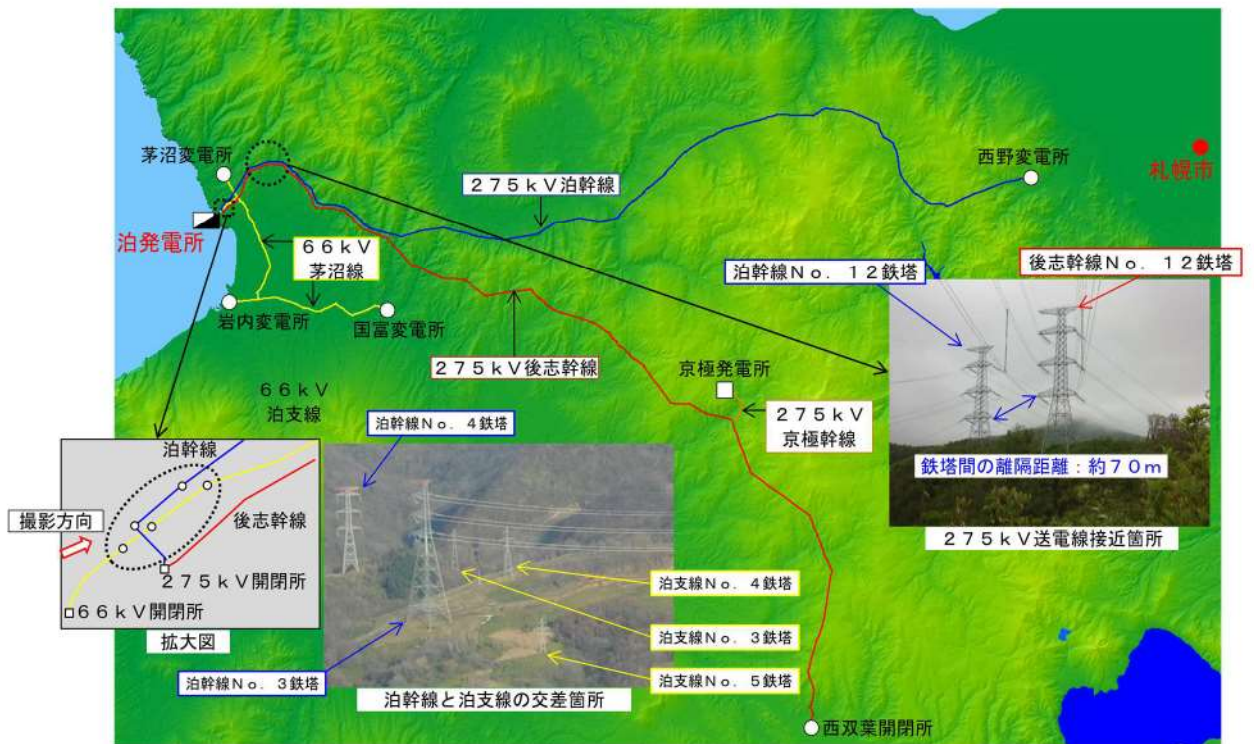 茅沼変電所
西野変電所
札幌市
275kV泊幹線
泊発電所
66kV
茅沼線
泊幹線No.12鉄塔
後志幹線No.12鉄塔
岩内変電所
国富変電所
275kV後志幹線
京極発電所
66kV
泊支線
275kV
京極幹線
泊幹線No.4鉄塔
鉄塔間の離隔距離:約70m
275kV送電線接近箇所
泊幹線
後志幹線
撮影方向
275kV開閉所
66kV開閉所
拡大図
泊支線No.4鉄塔
泊支線No.3鉄塔
泊支線No.5鉄塔
泊幹線No.3鉄塔
泊幹線と泊支線の交差箇所
西双葉開閉所